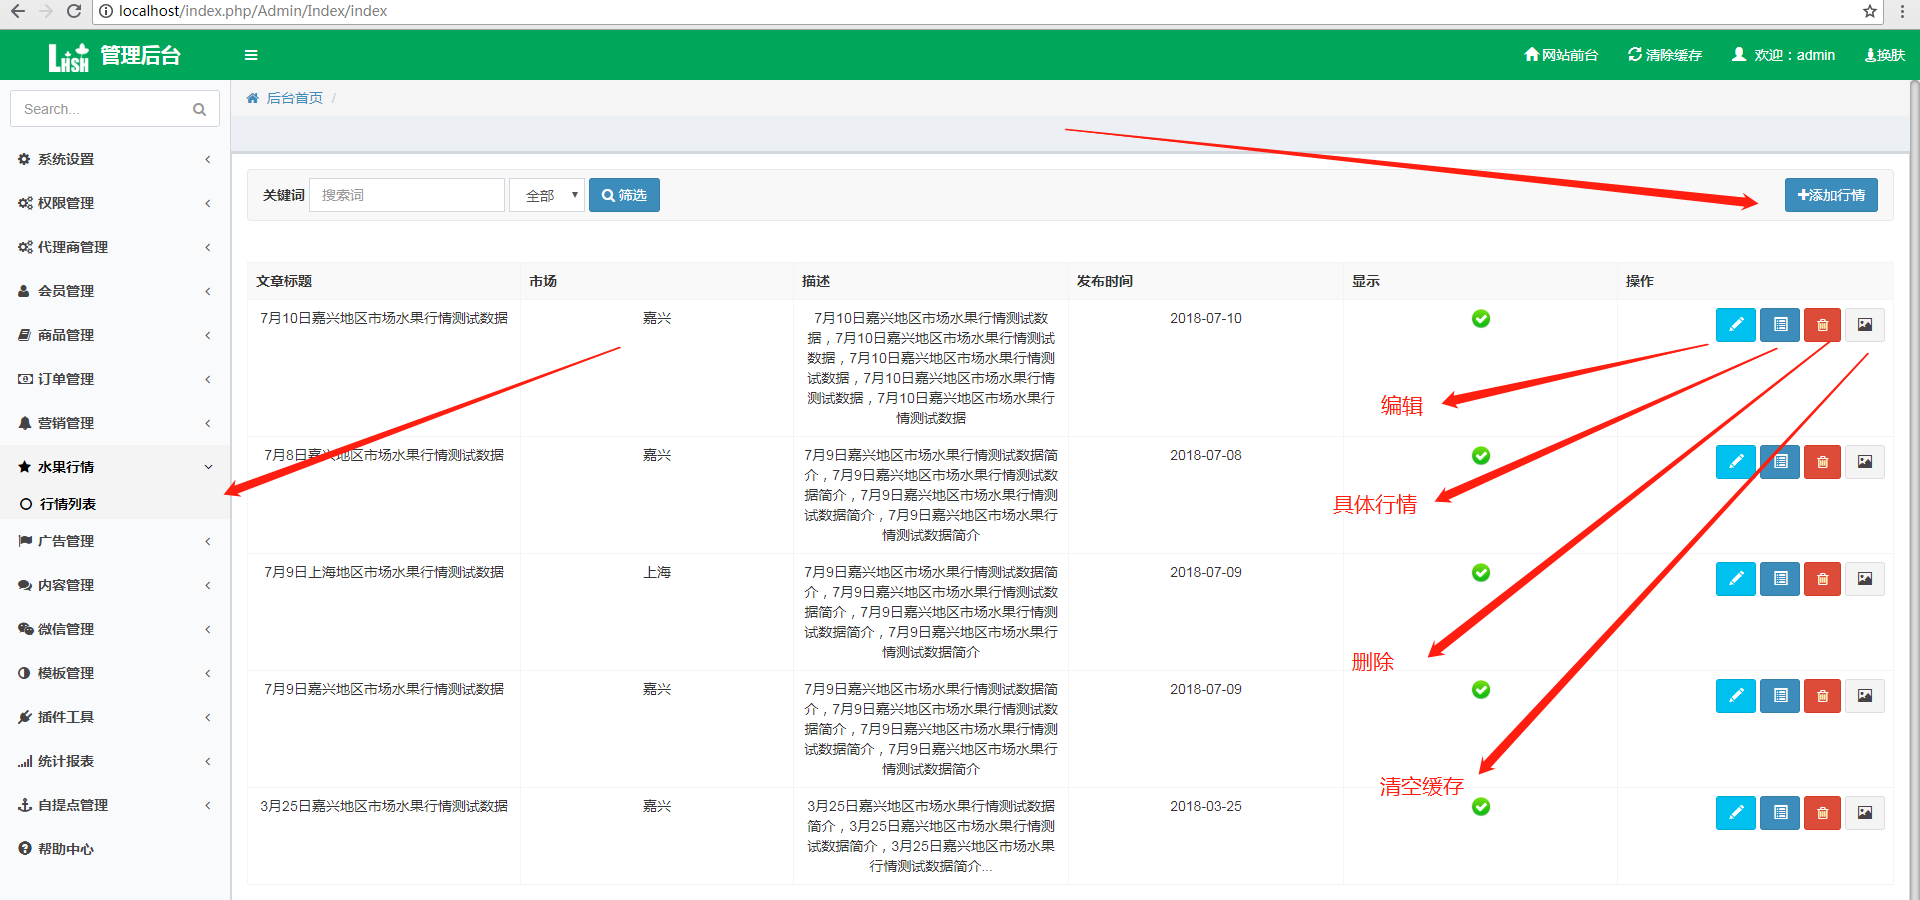 localhost/index.php/Admin/Index/index
LHSH 管理后台
网站前台 清除缓存 欢迎：admin 换肤
Search...
后台首页 /
系统设置
权限管理
代理商管理
会员管理
商品管理
订单管理
营销管理
水果行情
行情列表
广告管理
内容管理
微信管理
模板管理
插件工具
统计报表
自提点管理
帮助中心
关键词 搜索词 全部 筛选 添加行情
文章标题 市场 描述 发布时间 显示 操作
7月10日嘉兴地区市场水果行情测试数据 嘉兴 7月10日嘉兴地区市场水果行情测试数 2018-07-10
据，7月10日嘉兴地区市场水果行情测试
数据，7月10日嘉兴地区市场水果行情测
试数据，7月10日嘉兴地区市场水果行情
测试数据，7月10日嘉兴地区市场水果行
情测试数据
编辑
7月8日嘉兴地区市场水果行情测试数据 嘉兴 7月9日嘉兴地区市场水果行情测试数据简 2018-07-08
介，7月9日嘉兴地区市场水果行情测试数
据简介，7月9日嘉兴地区市场水果行情测
试数据简介，7月9日嘉兴地区市场水果行
情测试数据简介
具体行情
7月9日上海地区市场水果行情测试数据 上海 7月9日嘉兴地区市场水果行情测试数据简 2018-07-09
介，7月9日嘉兴地区市场水果行情测试数
据简介，7月9日嘉兴地区市场水果行情测
试数据简介，7月9日嘉兴地区市场水果行
情测试数据简介
删除
7月9日嘉兴地区市场水果行情测试数据 嘉兴 7月9日嘉兴地区市场水果行情测试数据简 2018-07-09
介，7月9日嘉兴地区市场水果行情测试数
据简介，7月9日嘉兴地区市场水果行情测
试数据简介，7月9日嘉兴地区市场水果行
情测试数据简介
清空缓存
3月25日嘉兴地区市场水果行情测试数据 嘉兴 3月25日嘉兴地区市场水果行情测试数据 2018-03-25
简介，3月25日嘉兴地区市场水果行情测
试数据简介，3月25日嘉兴地区市场水果
行情测试数据简介...